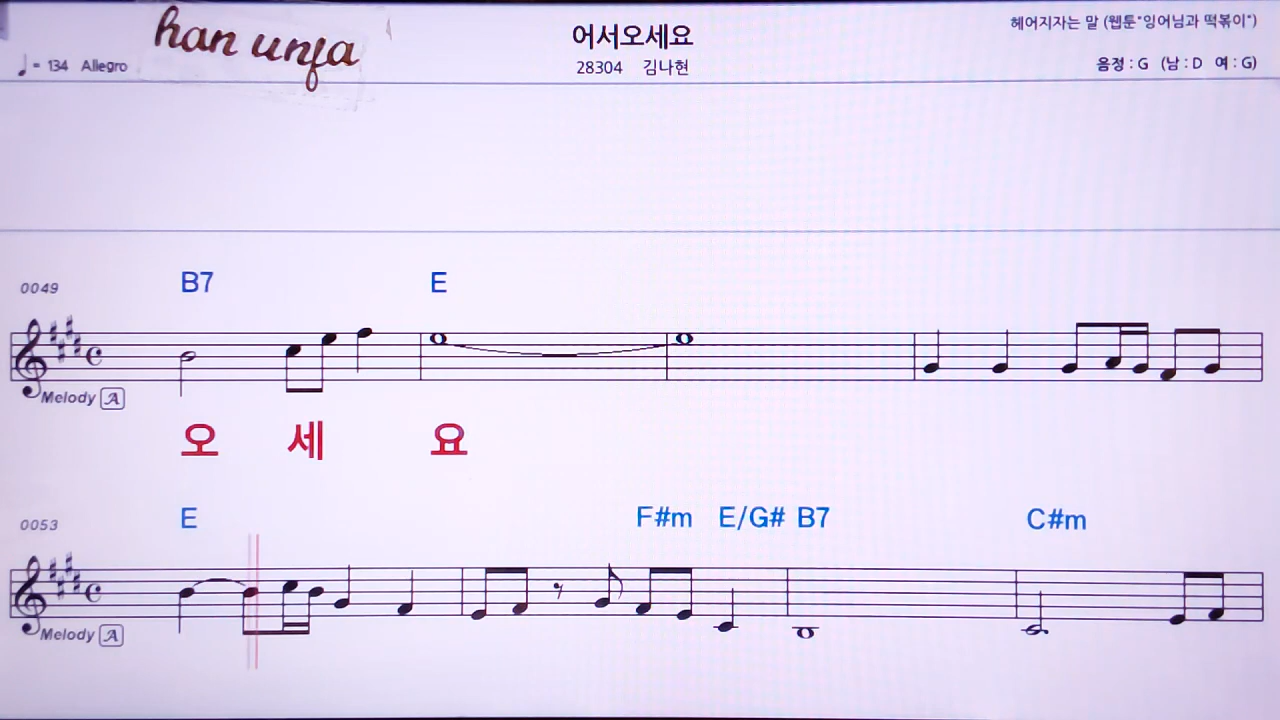 han unja
어서오세요
헤어지자는 말 (웹툰"잉어님과 떡볶이")
♩= 134 Allegro
28304 김나현
음정 : G (남 : D 여 : G)
0049
B7 E
Melody A
오 세 요
0053
E F#m E/G# B7 C#m
Melody A